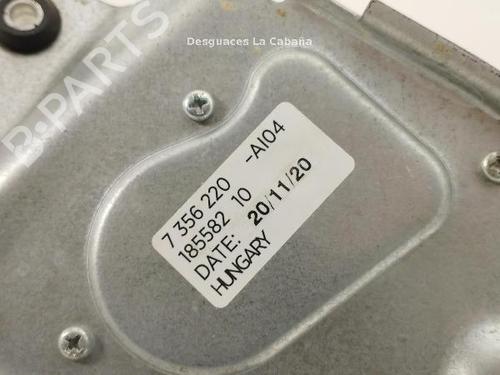 Desguaces La Cabaña
B-PARTS
7 356 220 -AI04
185582 10
DATE: 20/11/20
HUNGARY